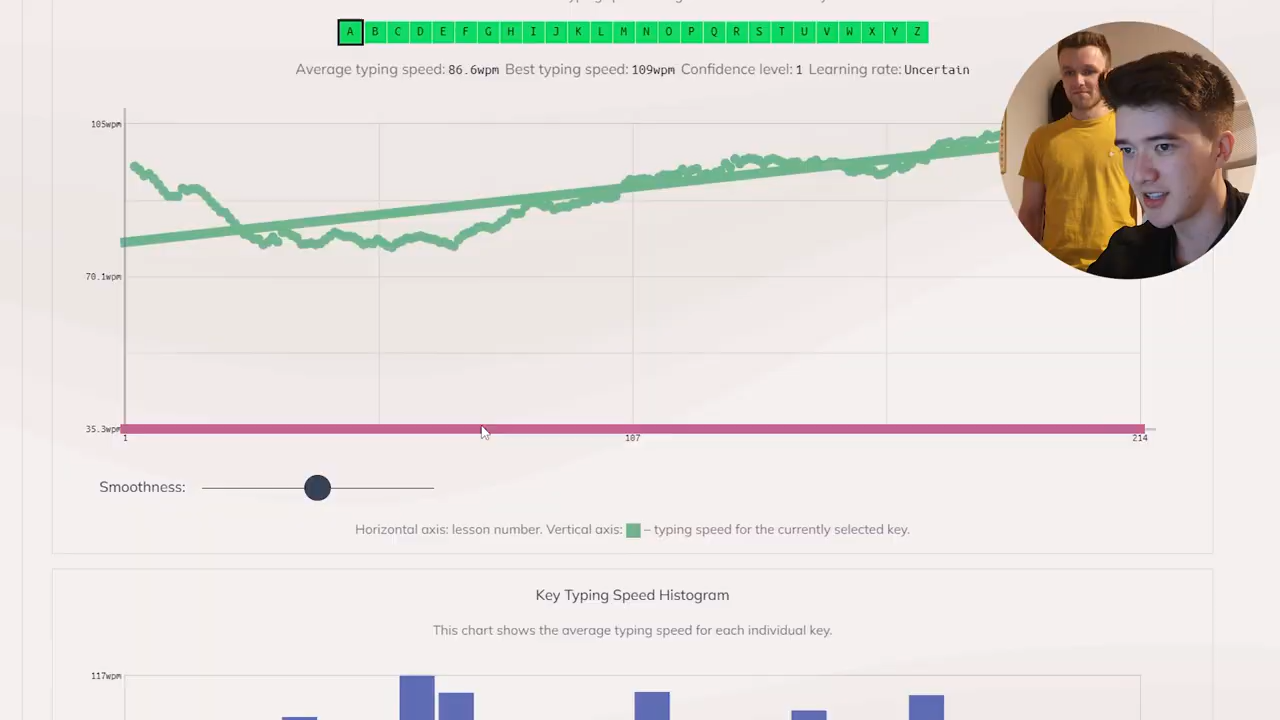 A B C D E F G H I J K L M N O P Q R S T U V W X Y Z
Average typing speed: 86.6wpm Best typing speed: 109wpm Confidence level: 1 Learning rate: Uncertain
105wpm
70.1wpm
35.3wpm
1 107 214
Smoothness:
Horizontal axis: lesson number. Vertical axis: – typing speed for the currently selected key.
Key Typing Speed Histogram
This chart shows the average typing speed for each individual key.
117wpm